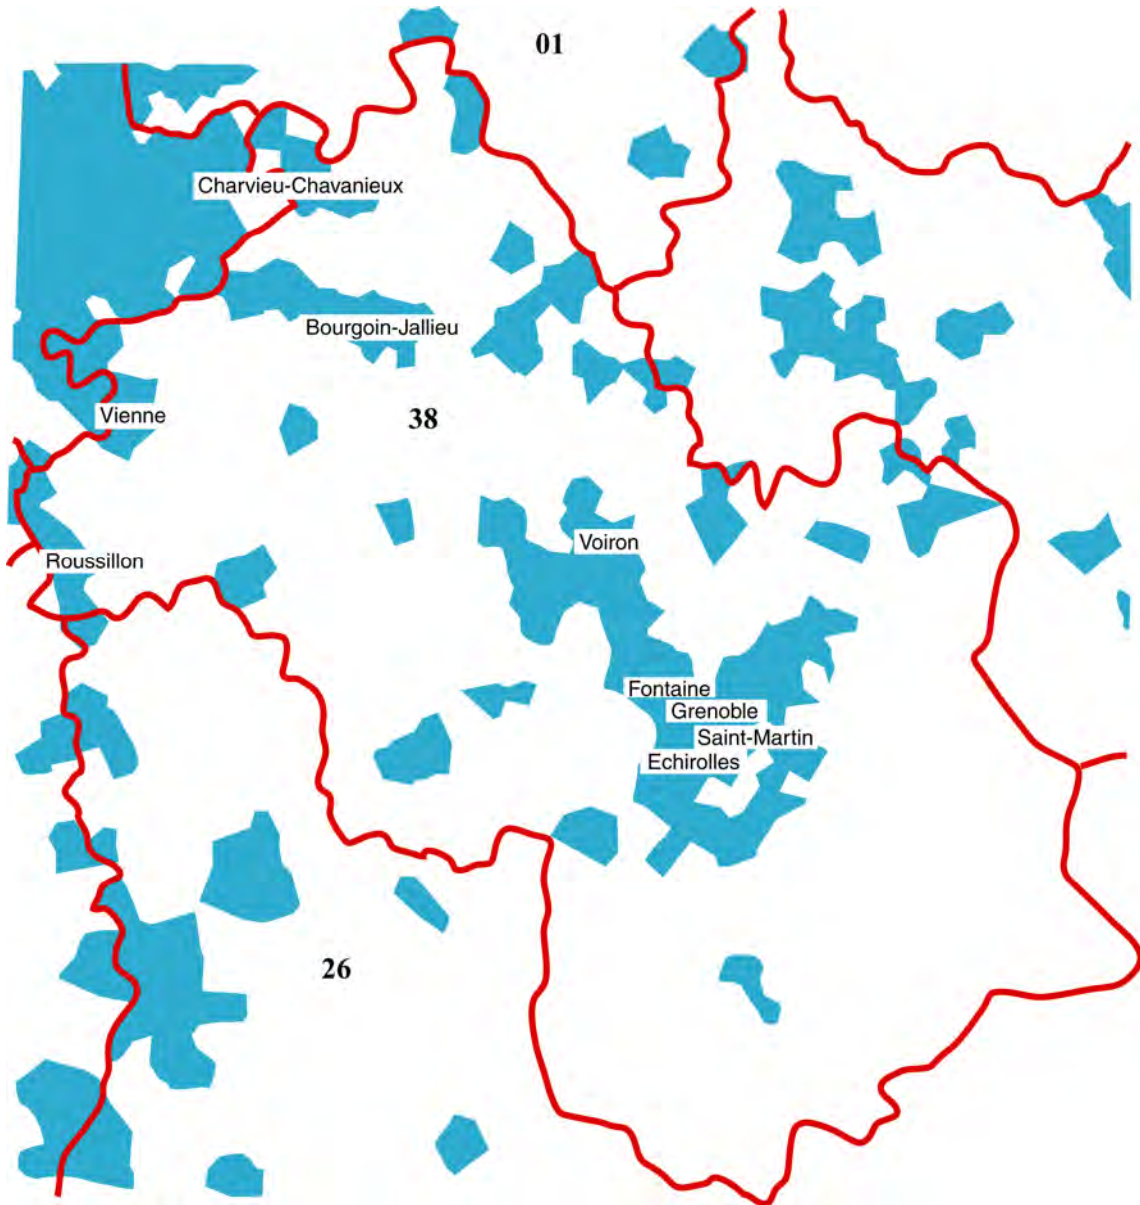 01
Charvieu-Chavanieux
Bourgoin-Jallieu
Vienne
38
Voiron
Roussillon
Fontaine
Grenoble
Saint-Martin
Echirolles
26